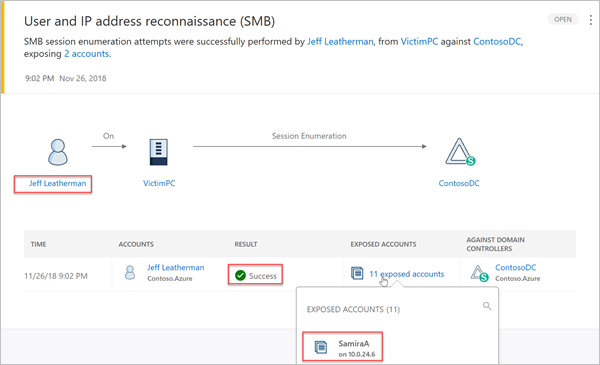 User and IP address reconnaissance (SMB)
OPEN
SMB session enumeration attempts were successfully performed by Jeff Leatherman, from VictimPC against ContosoDC,
exposing 2 accounts.
9:02 PM Nov 26, 2018
On
Session Enumeration
Jeff Leatherman
VictimPC
S
ContosoDC
TIME ACCOUNTS RESULT EXPOSED ACCOUNTS AGAINST DOMAIN
CONTROLLERS
11/26/18 9:02 PM Jeff Leatherman Success 11 exposed accounts ContosoDC
Contoso.Azure S Contoso.Azure
EXPOSED ACCOUNTS (11)
SamiraA
on 10.0.24.6